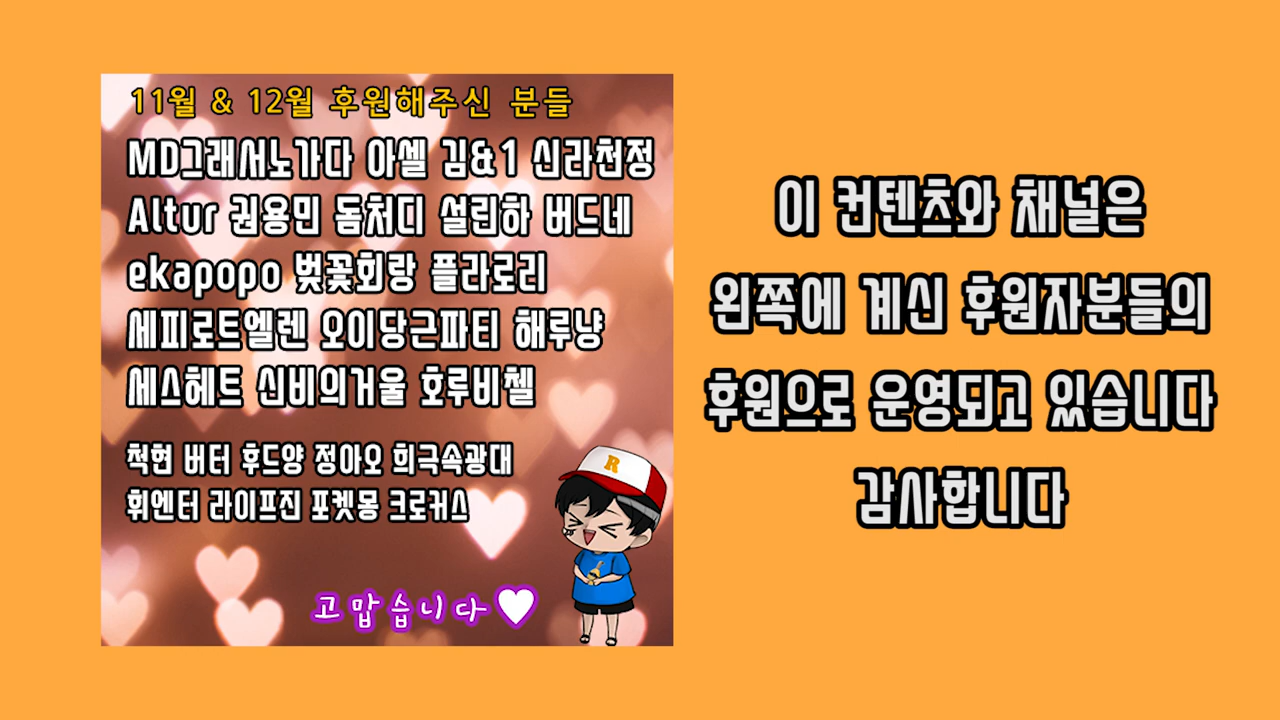 11월 & 12월 후원해주신 분들
MD그래서노가다 아셀 김&1 신라천정
Altur 권용민 돔처디 설린하 버드네
ekapopo 벚꽃회랑 플라로리
세피로트엘렌 오이당근파티 해루냥
세스헤트 신비의거울 호루비첼
척헌 버터 후드양 정아오 희극속광대
휘엔터 라이프진 포켓몽 크로커스
R
고맙습니다
이 컨텐츠와 채널은
왼쪽에 계신 후원자분들의
후원으로 운영되고 있습니다
감사합니다